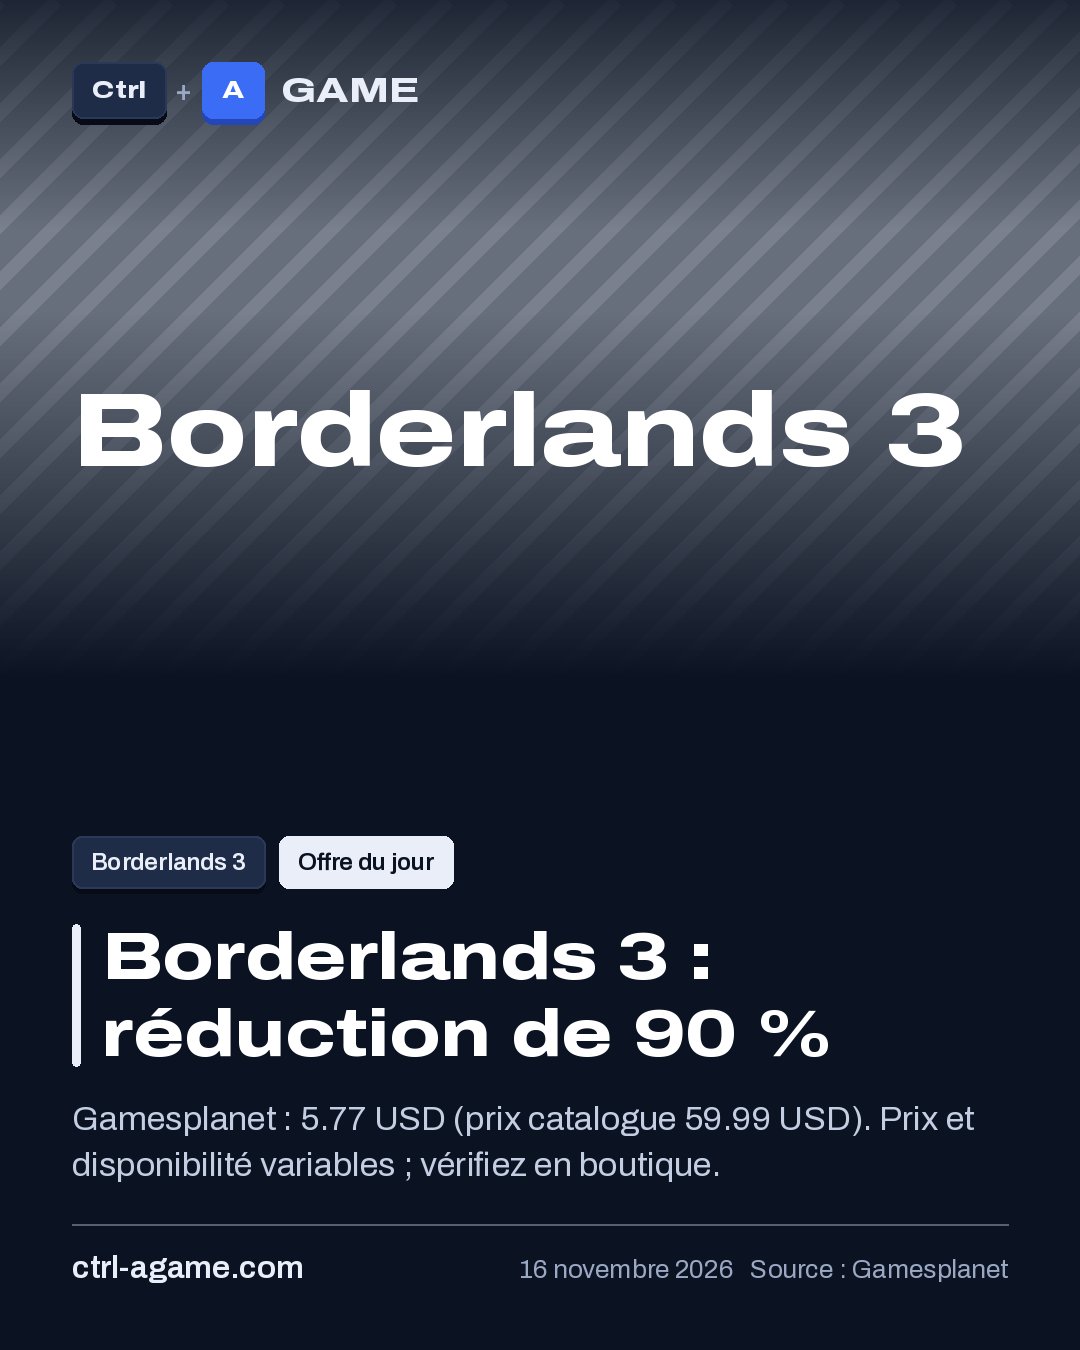 Ctrl + A GAME
Borderlands 3
Borderlands 3 Offre du jour
Borderlands 3 :
réduction de 90 %
Gamesplanet : 5.77 USD (prix catalogue 59.99 USD). Prix et
disponibilité variables ; vérifiez en boutique.
ctrl-agame.com 16 novembre 2026 Source : Gamesplanet